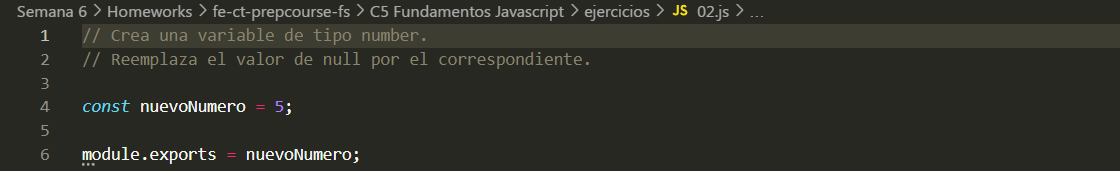 Semana 6 > Homeworks > fe-ct-prepcourse-fs > C5 Fundamentos Javascript > ejercicios > JS 02.js > ...
1 // Crea una variable de tipo number.
2 // Reemplaza el valor de null por el correspondiente.
3
4 const nuevoNumero = 5;
5
6 module.exports = nuevoNumero;